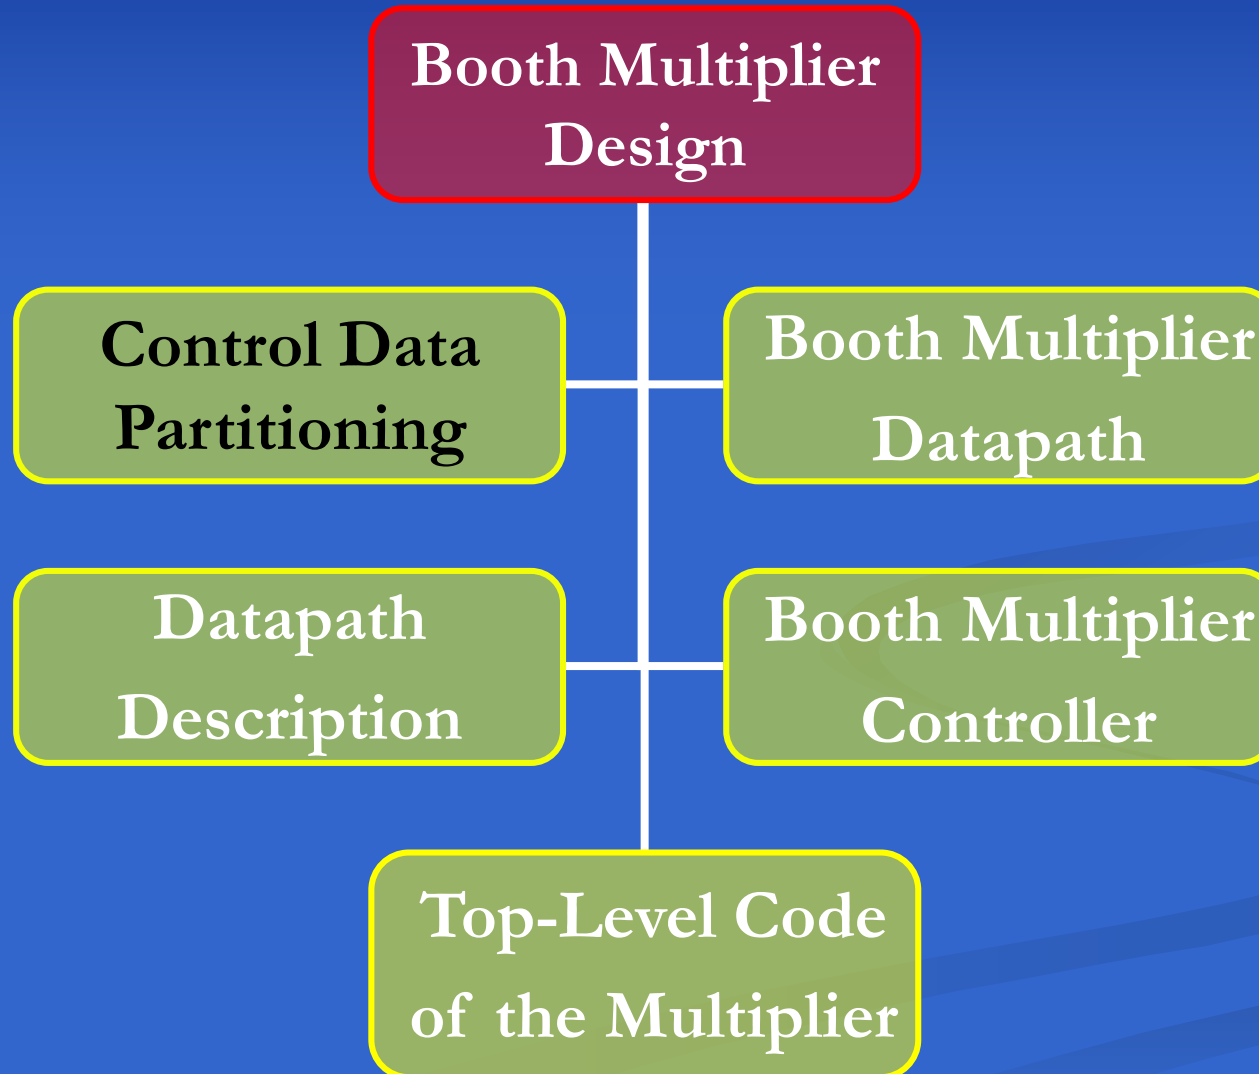 Booth Multiplier
Design
Control Data
Partitioning
Booth Multiplier
Datapath
Datapath
Description
Booth Multiplier
Controller
Top-Level Code
of the Multiplier